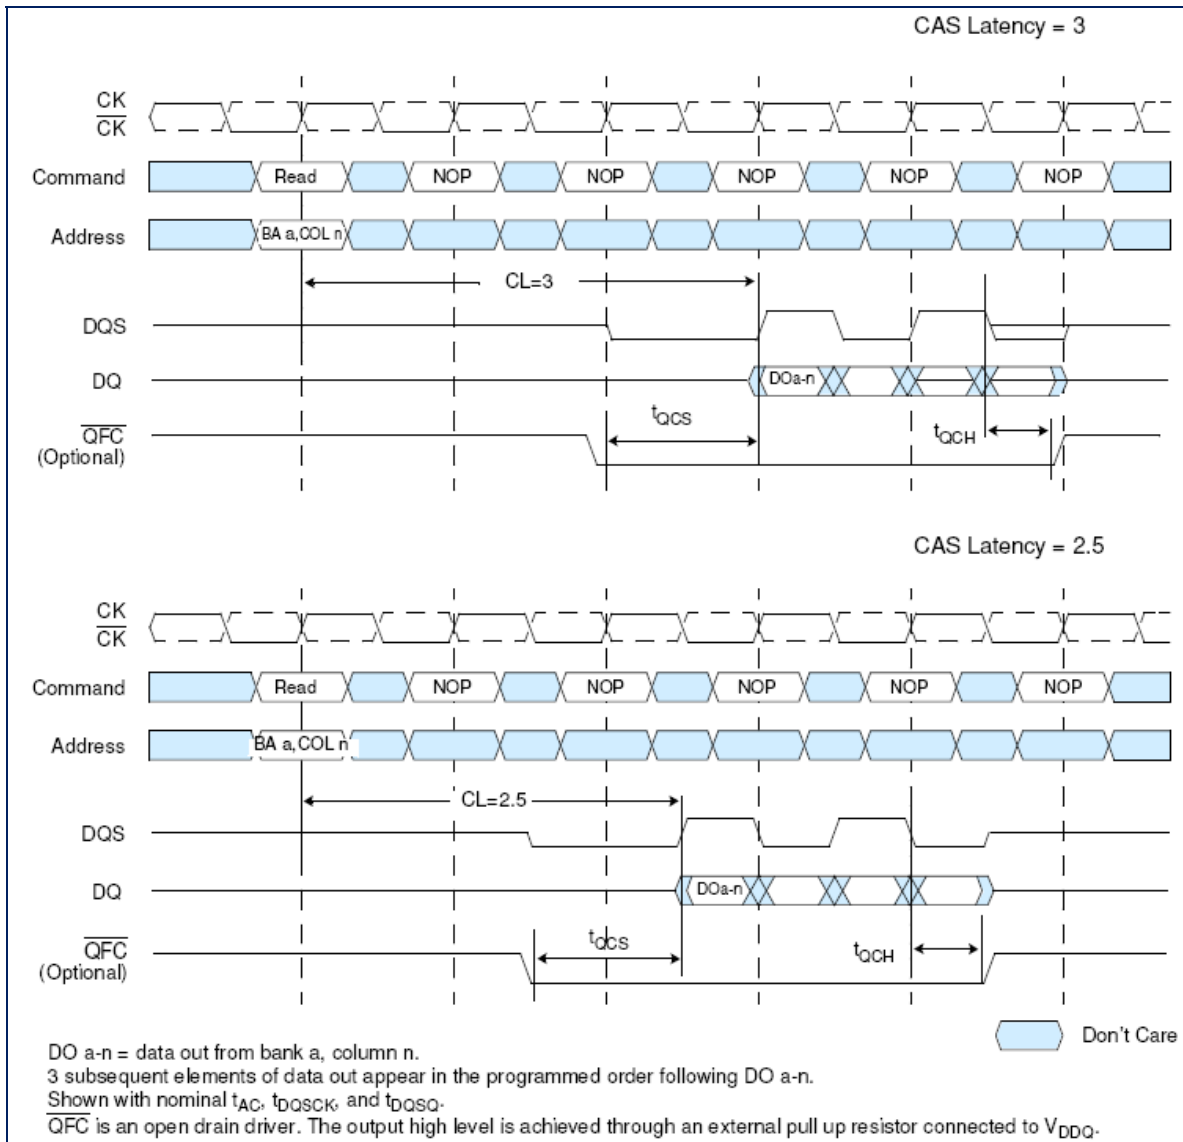 CAS Latency = 3
CK
CK
Command Read NOP NOP NOP NOP NOP
Address BA a, COL n
CL=3
DQS
DQ DOa-n
tQCS
QFC
(Optional)
tQCH
CAS Latency = 2.5
CK
CK
Command Read NOP NOP NOP NOP NOP
Address BA a, COL n
CL=2.5
DQS
DQ DOa-n
tQCS
QFC
(Optional)
tQCH
Don't Care
DO a-n = data out from bank a, column n.
3 subsequent elements of data out appear in the programmed order following DO a-n.
Shown with nominal tAC, tDQSCK, and tDQSQ.
QFC is an open drain driver. The output high level is achieved through an external pull up resistor connected to VDDQ.